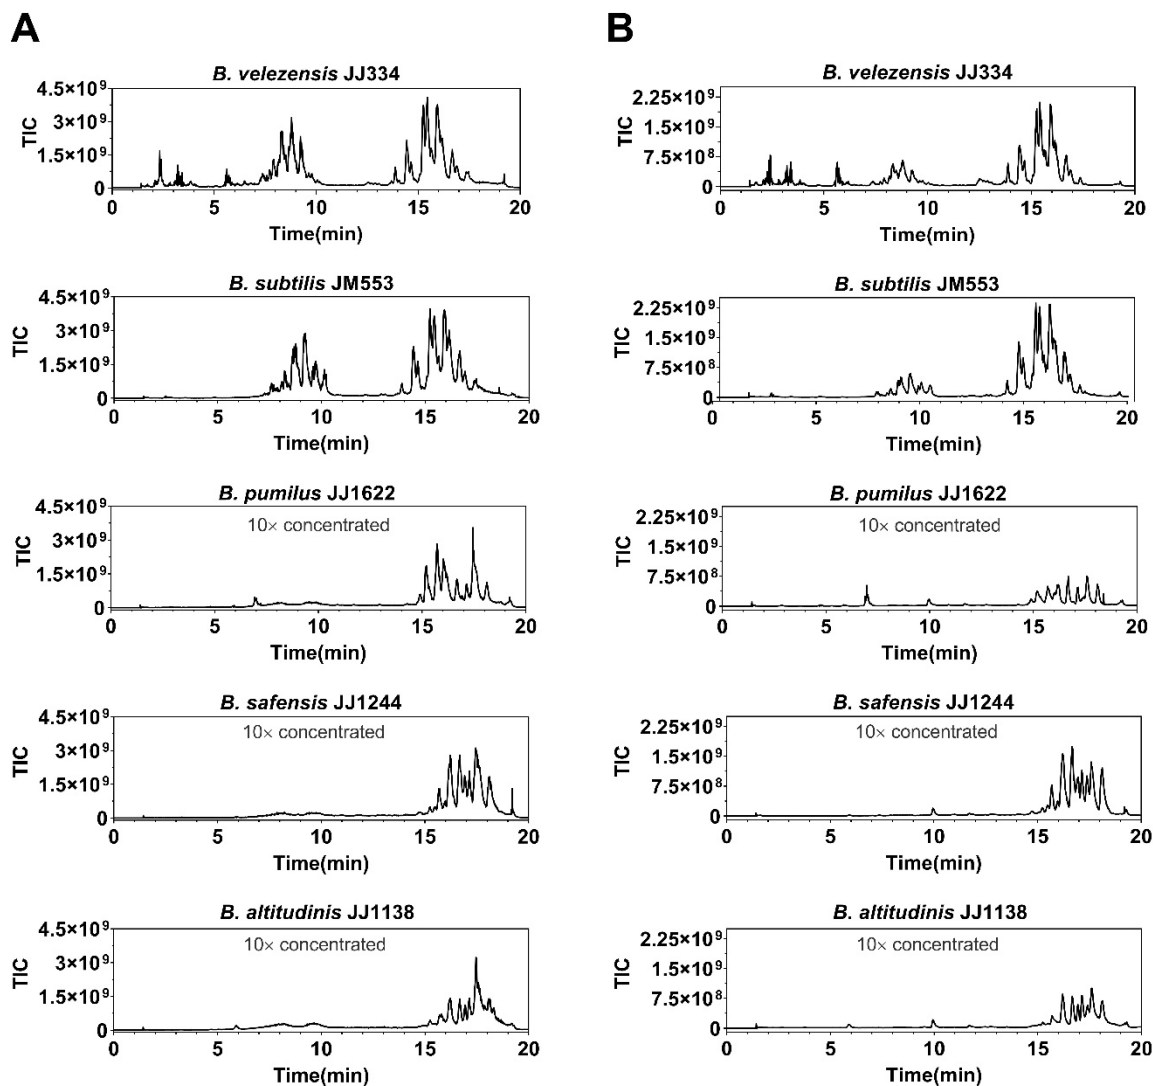 A
B. velezensis JJ334
4.5×10⁹
3×10⁹
1.5×10⁹
0
TIC
0 5 10 15 20
Time(min)
B. subtilis JM553
4.5×10⁹
3×10⁹
1.5×10⁹
0
TIC
0 5 10 15 20
Time(min)
B. pumilus JJ1622
10× concentrated
4.5×10⁹
3×10⁹
1.5×10⁹
0
TIC
0 5 10 15 20
Time(min)
B. safensis JJ1244
10× concentrated
4.5×10⁹
3×10⁹
1.5×10⁹
0
TIC
0 5 10 15 20
Time(min)
B. altitudinis JJ1138
10× concentrated
4.5×10⁹
3×10⁹
1.5×10⁹
0
TIC
0 5 10 15 20
Time(min)
B
B. velezensis JJ334
2.25×10⁹
1.5×10⁹
7.5×10⁸
0
TIC
0 5 10 15 20
Time(min)
B. subtilis JM553
2.25×10⁹
1.5×10⁹
7.5×10⁸
0
TIC
0 5 10 15 20
Time(min)
B. pumilus JJ1622
10× concentrated
2.25×10⁹
1.5×10⁹
7.5×10⁸
0
TIC
0 5 10 15 20
Time(min)
B. safensis JJ1244
10× concentrated
2.25×10⁹
1.5×10⁹
7.5×10⁸
0
TIC
0 5 10 15 20
Time(min)
B. altitudinis JJ1138
10× concentrated
2.25×10⁹
1.5×10⁹
7.5×10⁸
0
TIC
0 5 10 15 20
Time(min)